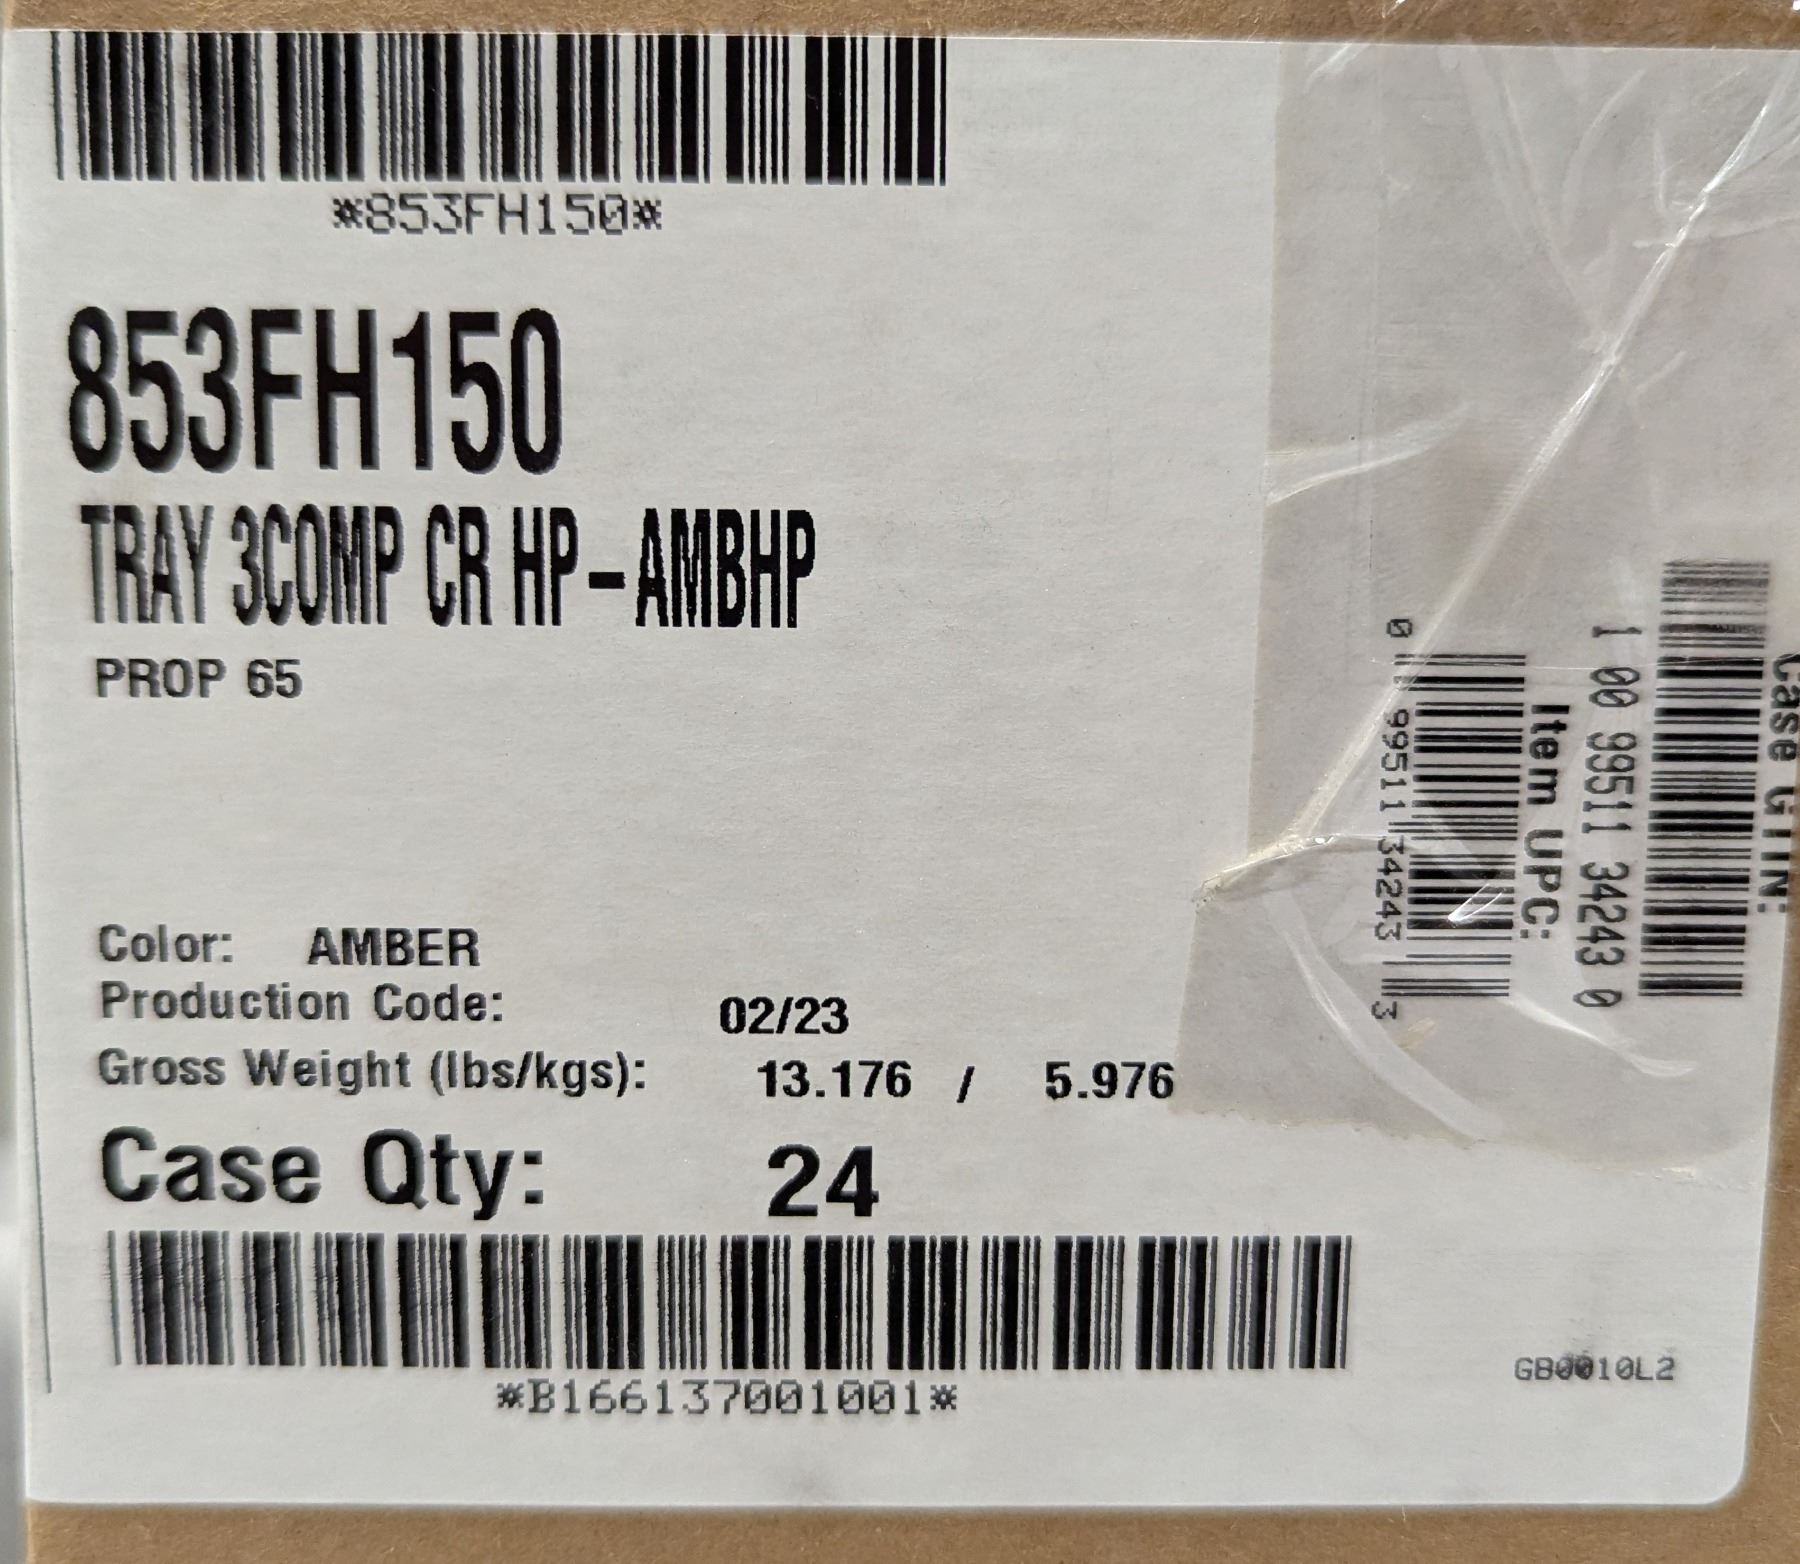 *853FH150*
853FH150
TRAY 3COMP CR HP-AMBHP
PROP 65
Color: AMBER
Production Code: 02/23
Gross Weight (lbs/kgs): 13.176 / 5.976
Case Qty: 24
*B166137001001*
GB0010L2
Case GTIN:
1 00 99511 34243 0
Item UPC:
0 99511 34243 3